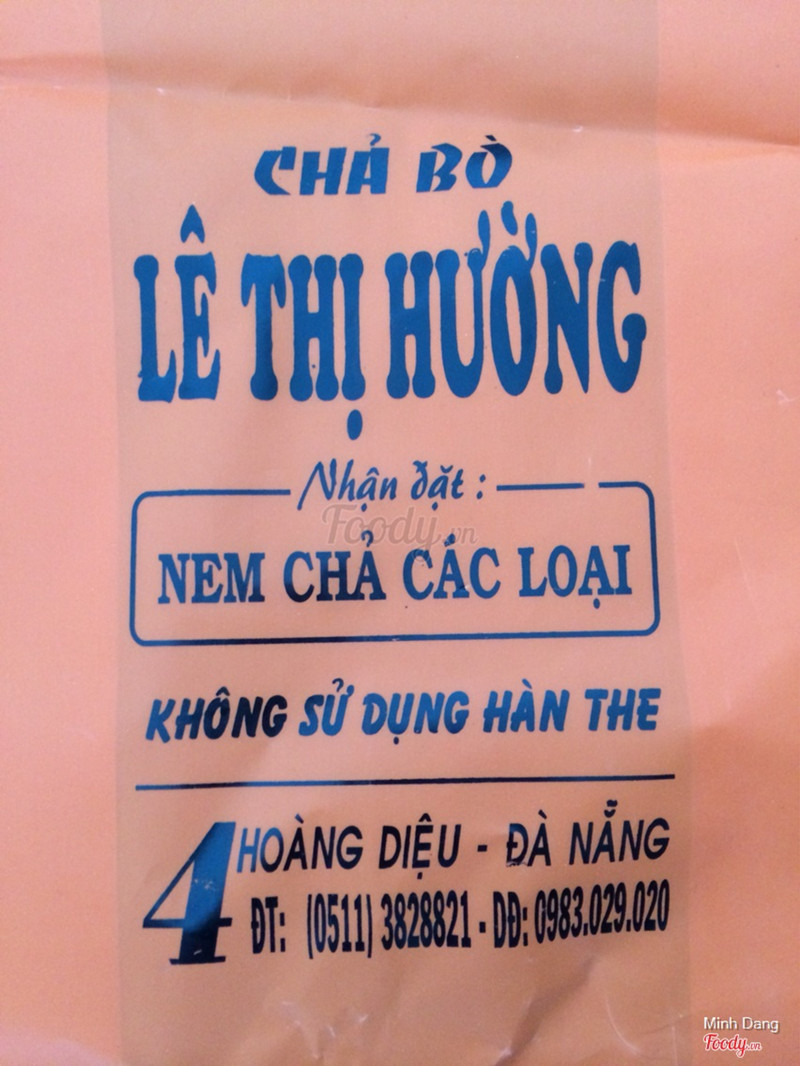 CHẢ BÒ
LÊ THỊ HƯỜNG
Nhận đặt :
Foody.vn
NEM CHẢ CÁC LOẠI
KHÔNG SỬ DỤNG HÀN THE
4 HOÀNG DIỆU - ĐÀ NẴNG
ĐT: (0511) 3828821 - DĐ: 0983.029.020
Minh Dang
Foody.vn